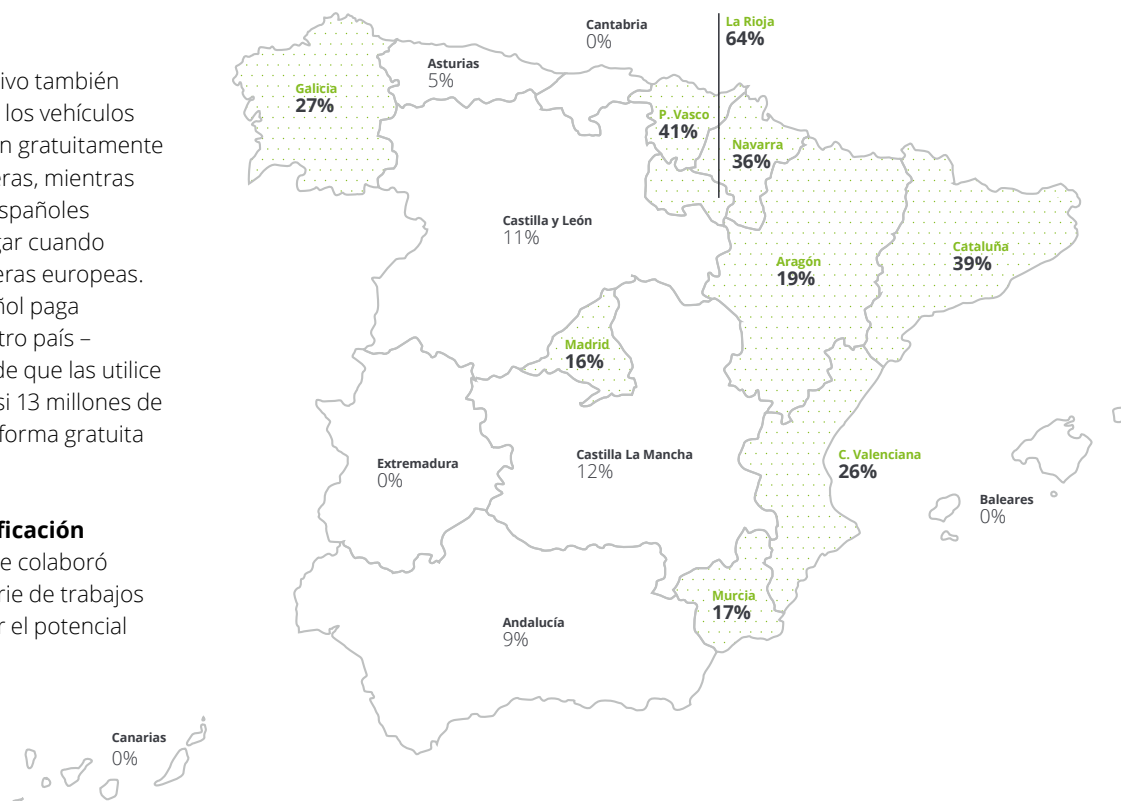 ivo también
los vehículos
n gratuitamente
eras, mientras
spañoles
gar cuando
eras europeas.
ñol paga
tro país –
de que las utilice
si 13 millones de
forma gratuita
ficación
e colaboró
rie de trabajos
r el potencial
Cantabria
0%
La Rioja
64%
Asturias
5%
Galicia
27%
P. Vasco
41%
Navarra
36%
Castilla y León
11%
Cataluña
39%
Aragón
19%
Madrid
16%
Extremadura
0%
Castilla La Mancha
12%
C. Valenciana
26%
Baleares
0%
Murcia
17%
Andalucía
9%
Canarias
0%